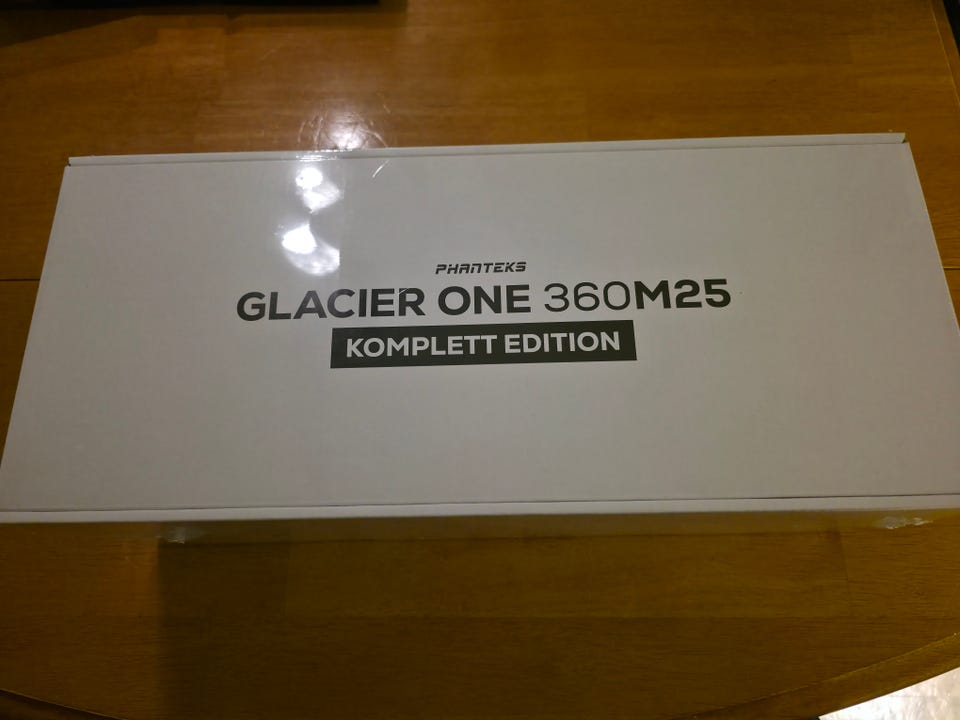 PHANTEKS
GLACIER ONE 360M25
KOMPLETT EDITION